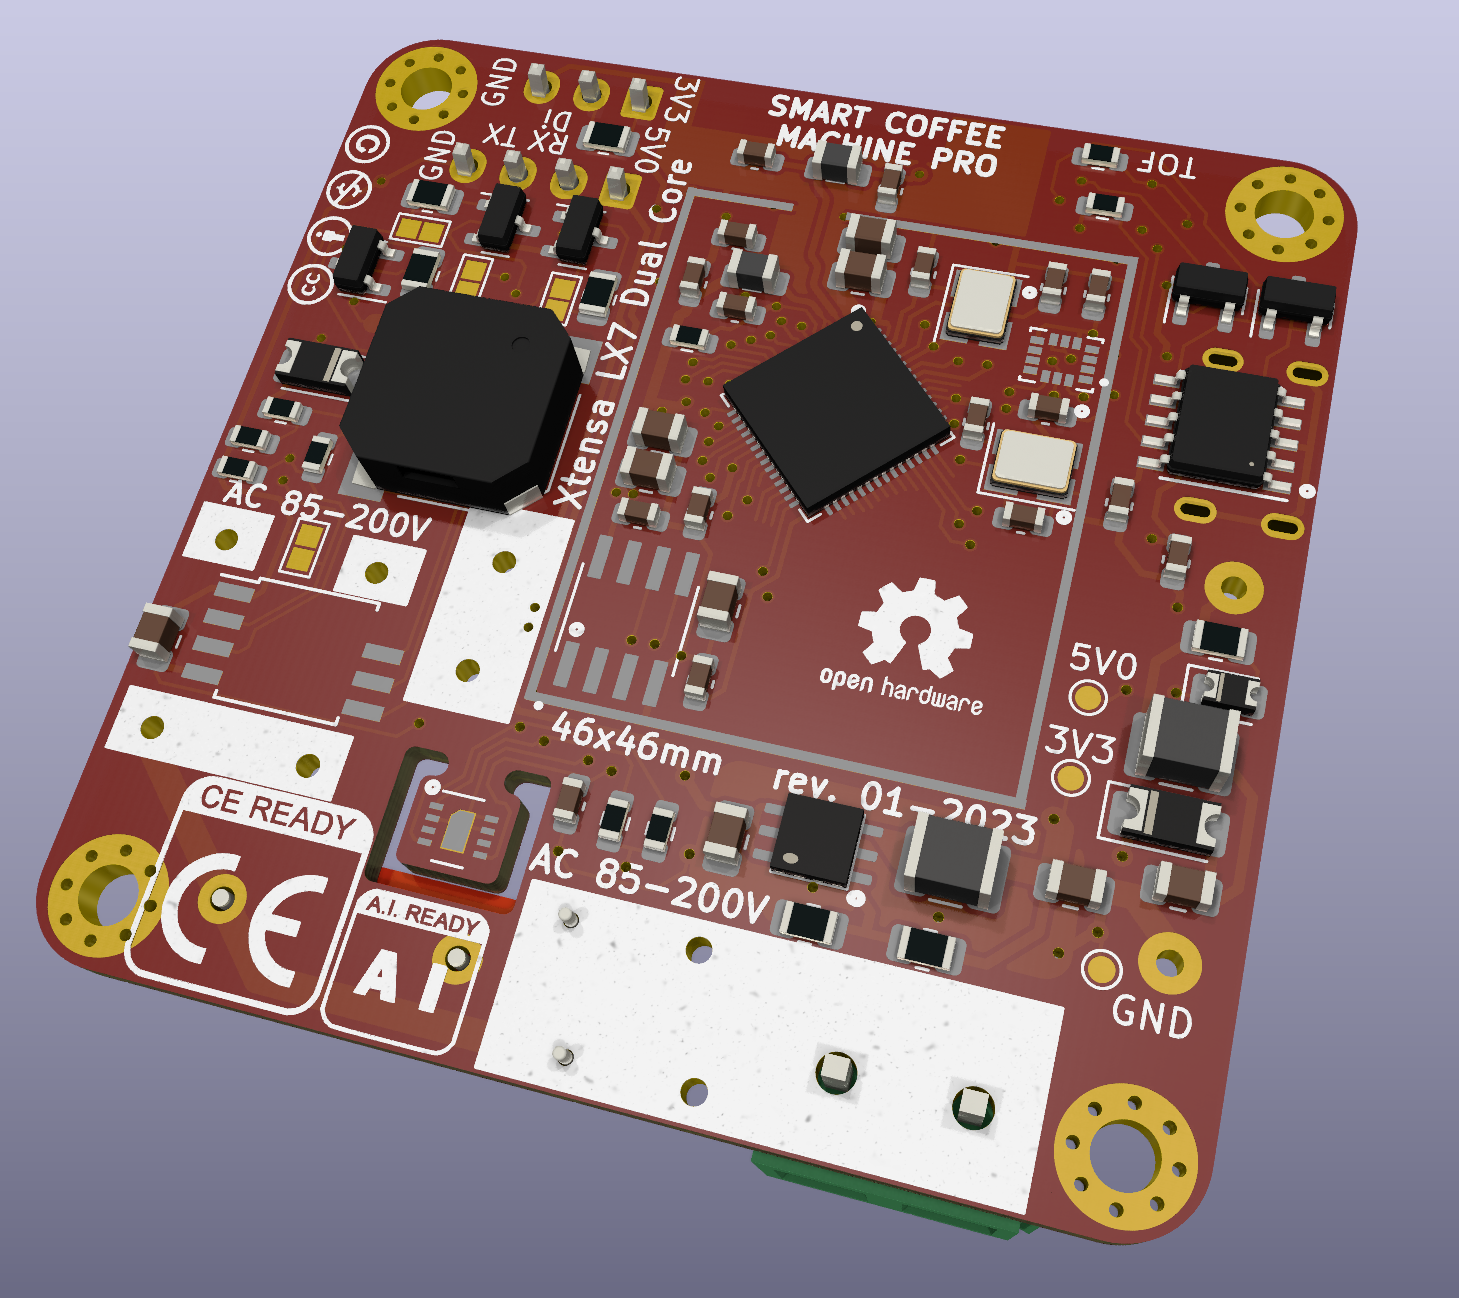 GND
3V3
SMART COFFEE
MACHINE PRO
TOF
©
DI
GND
TX
RX
5V0
cc
Xtensa LX7 Dual Core
AC 85-200V
open hardware
5V0
3V3
46x46mm
rev. 01-2023
CE READY
CE
AC 85-200V
A.I. READY
AI
GND